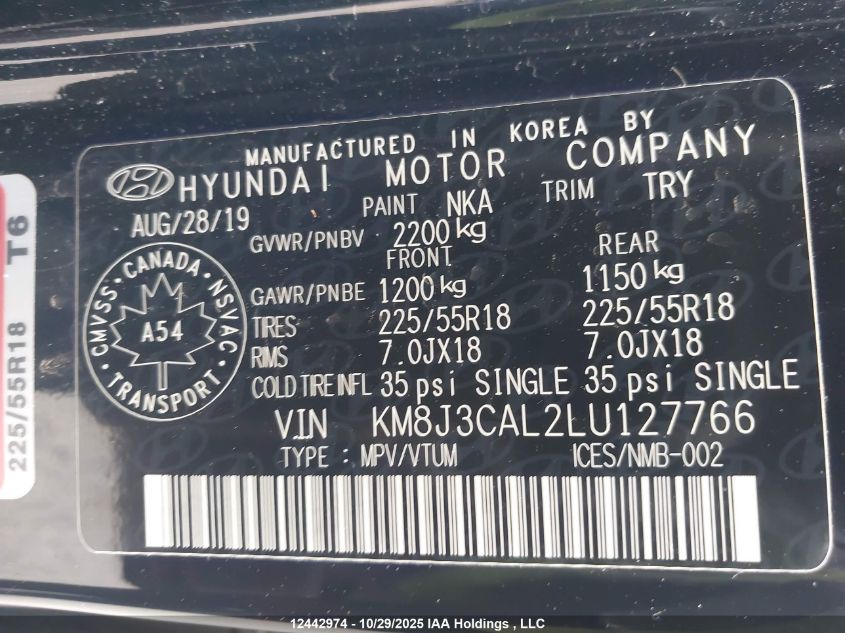 MANUFACTURED IN KOREA BY
HYUNDAI MOTOR COMPANY
AUG/28/19 PAINT NKA TRIM TRY
GVWR/PNBV 2200 kg
FRONT REAR
GAWR/PNBE 1200 kg 1150 kg
TIRES 225/55R18 225/55R18
RIMS 7.0JX18 7.0JX18
COLD TIRE INFL 35 psi SINGLE 35 psi SINGLE
VIN KM8J3CAL2LU127766
TYPE : MPV/VTUM ICES/NMB-002
CANADA
CMVSS NSVAC
A54
TRANSPORT
225/55R18 T6
12442974 - 10/29/2025 IAA Holdings , LLC